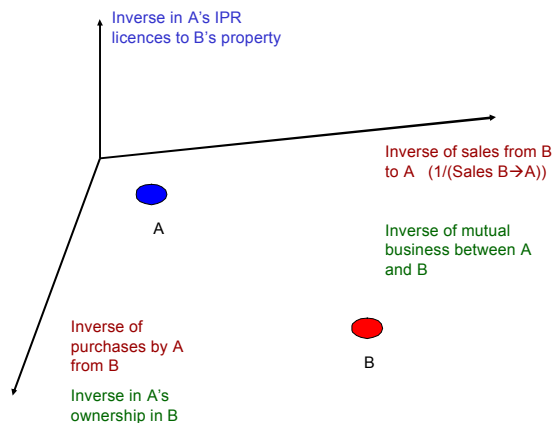 Inverse in A's IPR
licences to B's property
Inverse of sales from B
to A (1/(Sales B→A))
A
Inverse of mutual
business between A
and B
Inverse of
purchases by A
from B
B
Inverse in A's
ownership in B